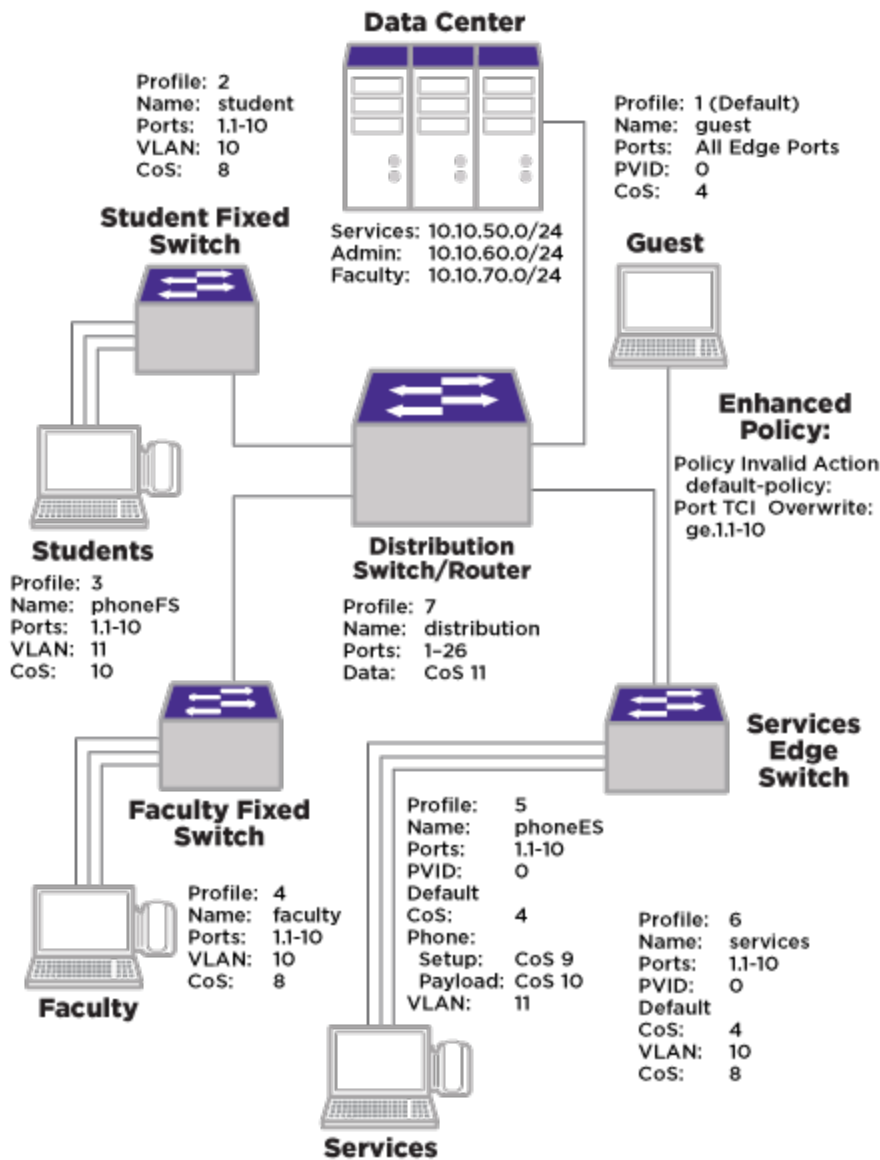 Data Center
Profile: 2
Name: student
Ports: 1.1-10
VLAN: 10
CoS: 8
Profile: 1 (Default)
Name: guest
Ports: All Edge Ports
PVID: 0
CoS: 4
Student Fixed
Switch
Services: 10.10.50.0/24
Admin: 10.10.60.0/24
Faculty: 10.10.70.0/24
Guest
Enhanced
Policy:
Policy Invalid Action
default-policy:
Port TCI Overwrite:
ge.1.1-10
Students
Profile: 3
Name: phoneFS
Ports: 1.1-10
VLAN: 11
CoS: 10
Distribution
Switch/Router
Profile: 7
Name: distribution
Ports: 1-26
Data: CoS 11
Services
Edge
Switch
Faculty Fixed
Switch
Profile: 5
Name: phoneES
Ports: 1.1-10
PVID: 0
Default
CoS: 4
Phone:
Setup: CoS 9
Payload: CoS 10
VLAN: 11
Profile: 4
Name: faculty
Ports: 1.1-10
VLAN: 10
CoS: 8
Faculty
Profile: 6
Name: services
Ports: 1.1-10
PVID: 0
Default
CoS: 4
VLAN: 10
CoS: 8
Services